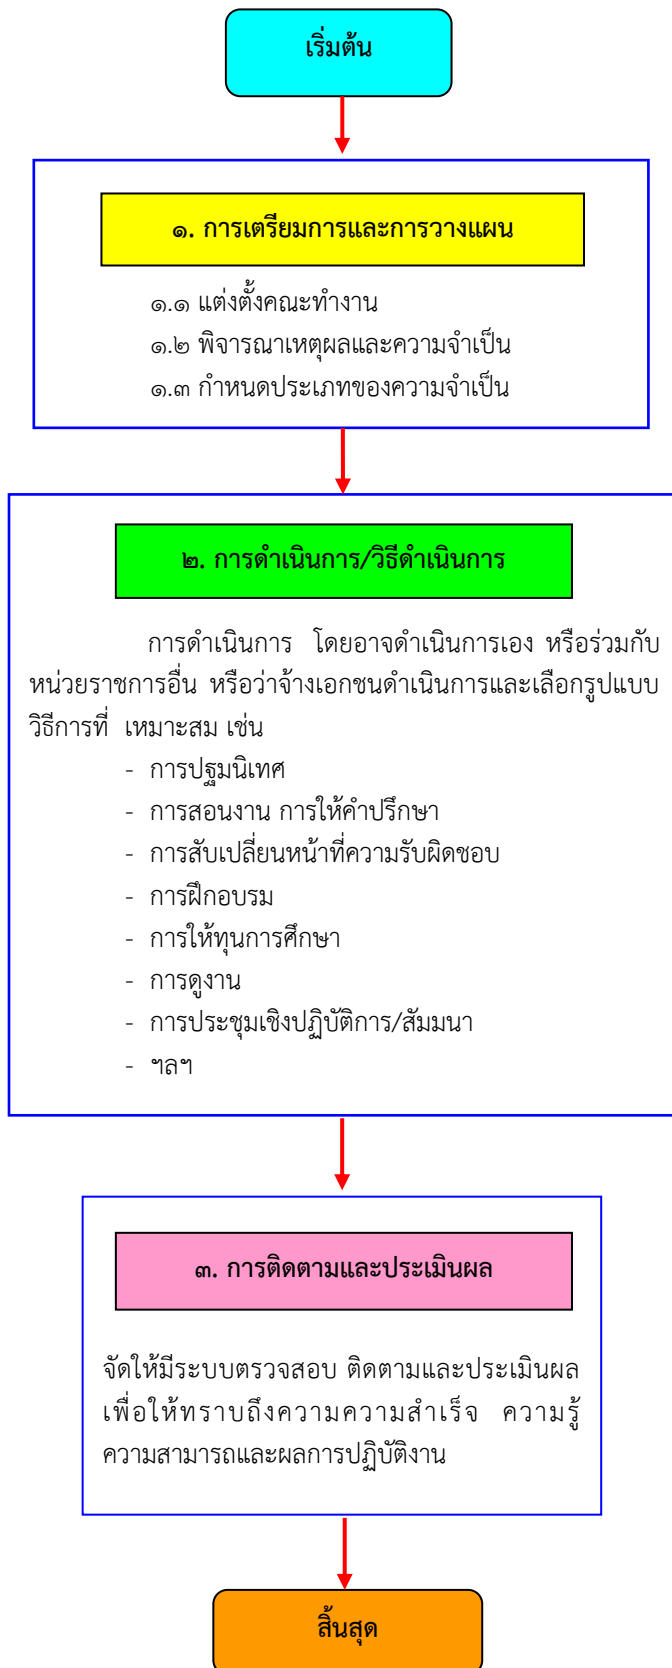 เริ่มต้น
๑. การเตรียมการและการวางแผน
๑.๑ แต่งตั้งคณะทำงาน
๑.๒ พิจารณาเหตุผลและความจำเป็น
๑.๓ กำหนดประเภทของความจำเป็น
๒. การดำเนินการ/วิธีดำเนินการ
การดำเนินการ โดยอาจดำเนินการเอง หรือร่วมกับ
หน่วยราชการอื่น หรือว่าจ้างเอกชนดำเนินการและเลือกรูปแบบ
วิธีการที่ เหมาะสม เช่น
- การปฐมนิเทศ
- การสอนงาน การให้คำปรึกษา
- การสับเปลี่ยนหน้าที่ความรับผิดชอบ
- การฝึกอบรม
- การให้ทุนการศึกษา
- การดูงาน
- การประชุมเชิงปฏิบัติการ/สัมมนา
- ฯลฯ
๓. การติดตามและประเมินผล
จัดให้มีระบบตรวจสอบ ติดตามและประเมินผล
เพื่อให้ทราบถึงความความสำเร็จ ความรู้
ความสามารถและผลการปฏิบัติงาน
สิ้นสุด